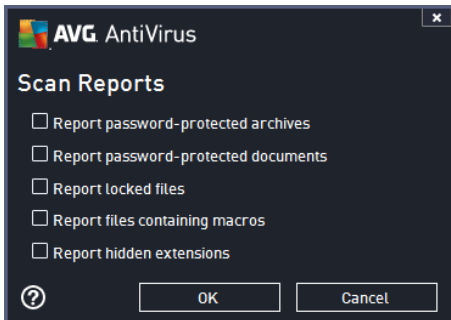 AVG. AntiVirus
x
Scan Reports
Report password-protected archives
Report password-protected documents
Report locked files
Report files containing macros
Report hidden extensions
?
OK
Cancel